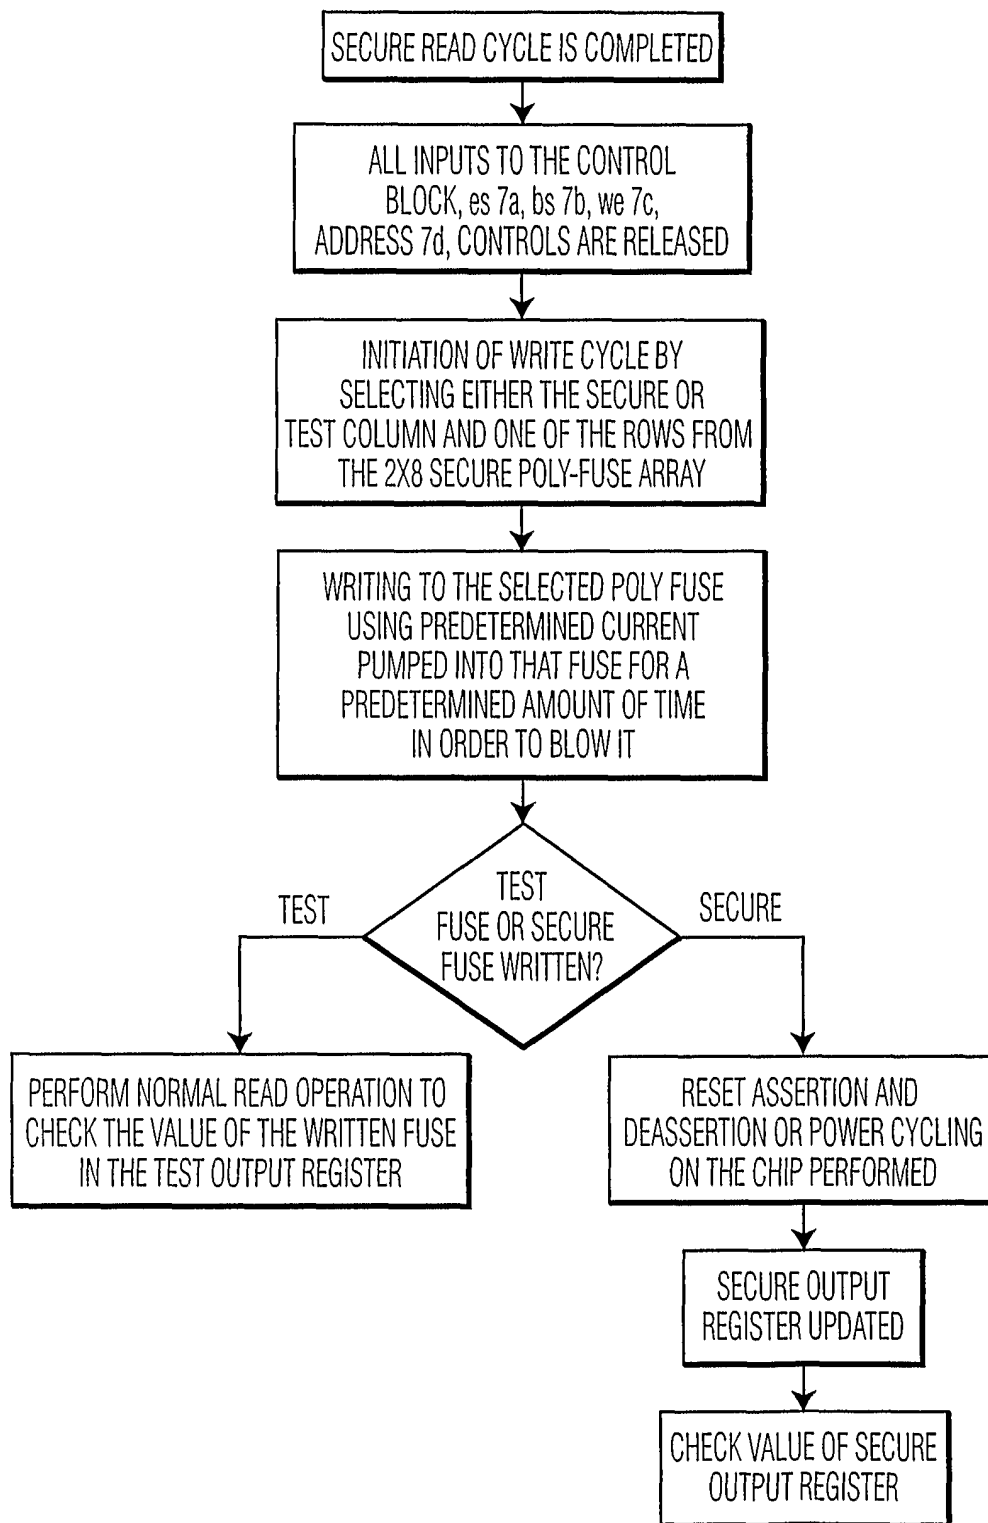 SECURE READ CYCLE IS COMPLETED
ALL INPUTS TO THE CONTROL
BLOCK, es 7a, bs 7b, we 7c,
ADDRESS 7d, CONTROLS ARE RELEASED
INITIATION OF WRITE CYCLE BY
SELECTING EITHER THE SECURE OR
TEST COLUMN AND ONE OF THE ROWS FROM
THE 2X8 SECURE POLY-FUSE ARRAY
WRITING TO THE SELECTED POLY FUSE
USING PREDETERMINED CURRENT
PUMPED INTO THAT FUSE FOR A
PREDETERMINED AMOUNT OF TIME
IN ORDER TO BLOW IT
TEST
FUSE OR SECURE
FUSE WRITTEN?
TEST
SECURE
PERFORM NORMAL READ OPERATION TO
CHECK THE VALUE OF THE WRITTEN FUSE
IN THE TEST OUTPUT REGISTER
RESET ASSERTION AND
DEASSERTION OR POWER CYCLING
ON THE CHIP PERFORMED
SECURE OUTPUT
REGISTER UPDATED
CHECK VALUE OF SECURE
OUTPUT REGISTER